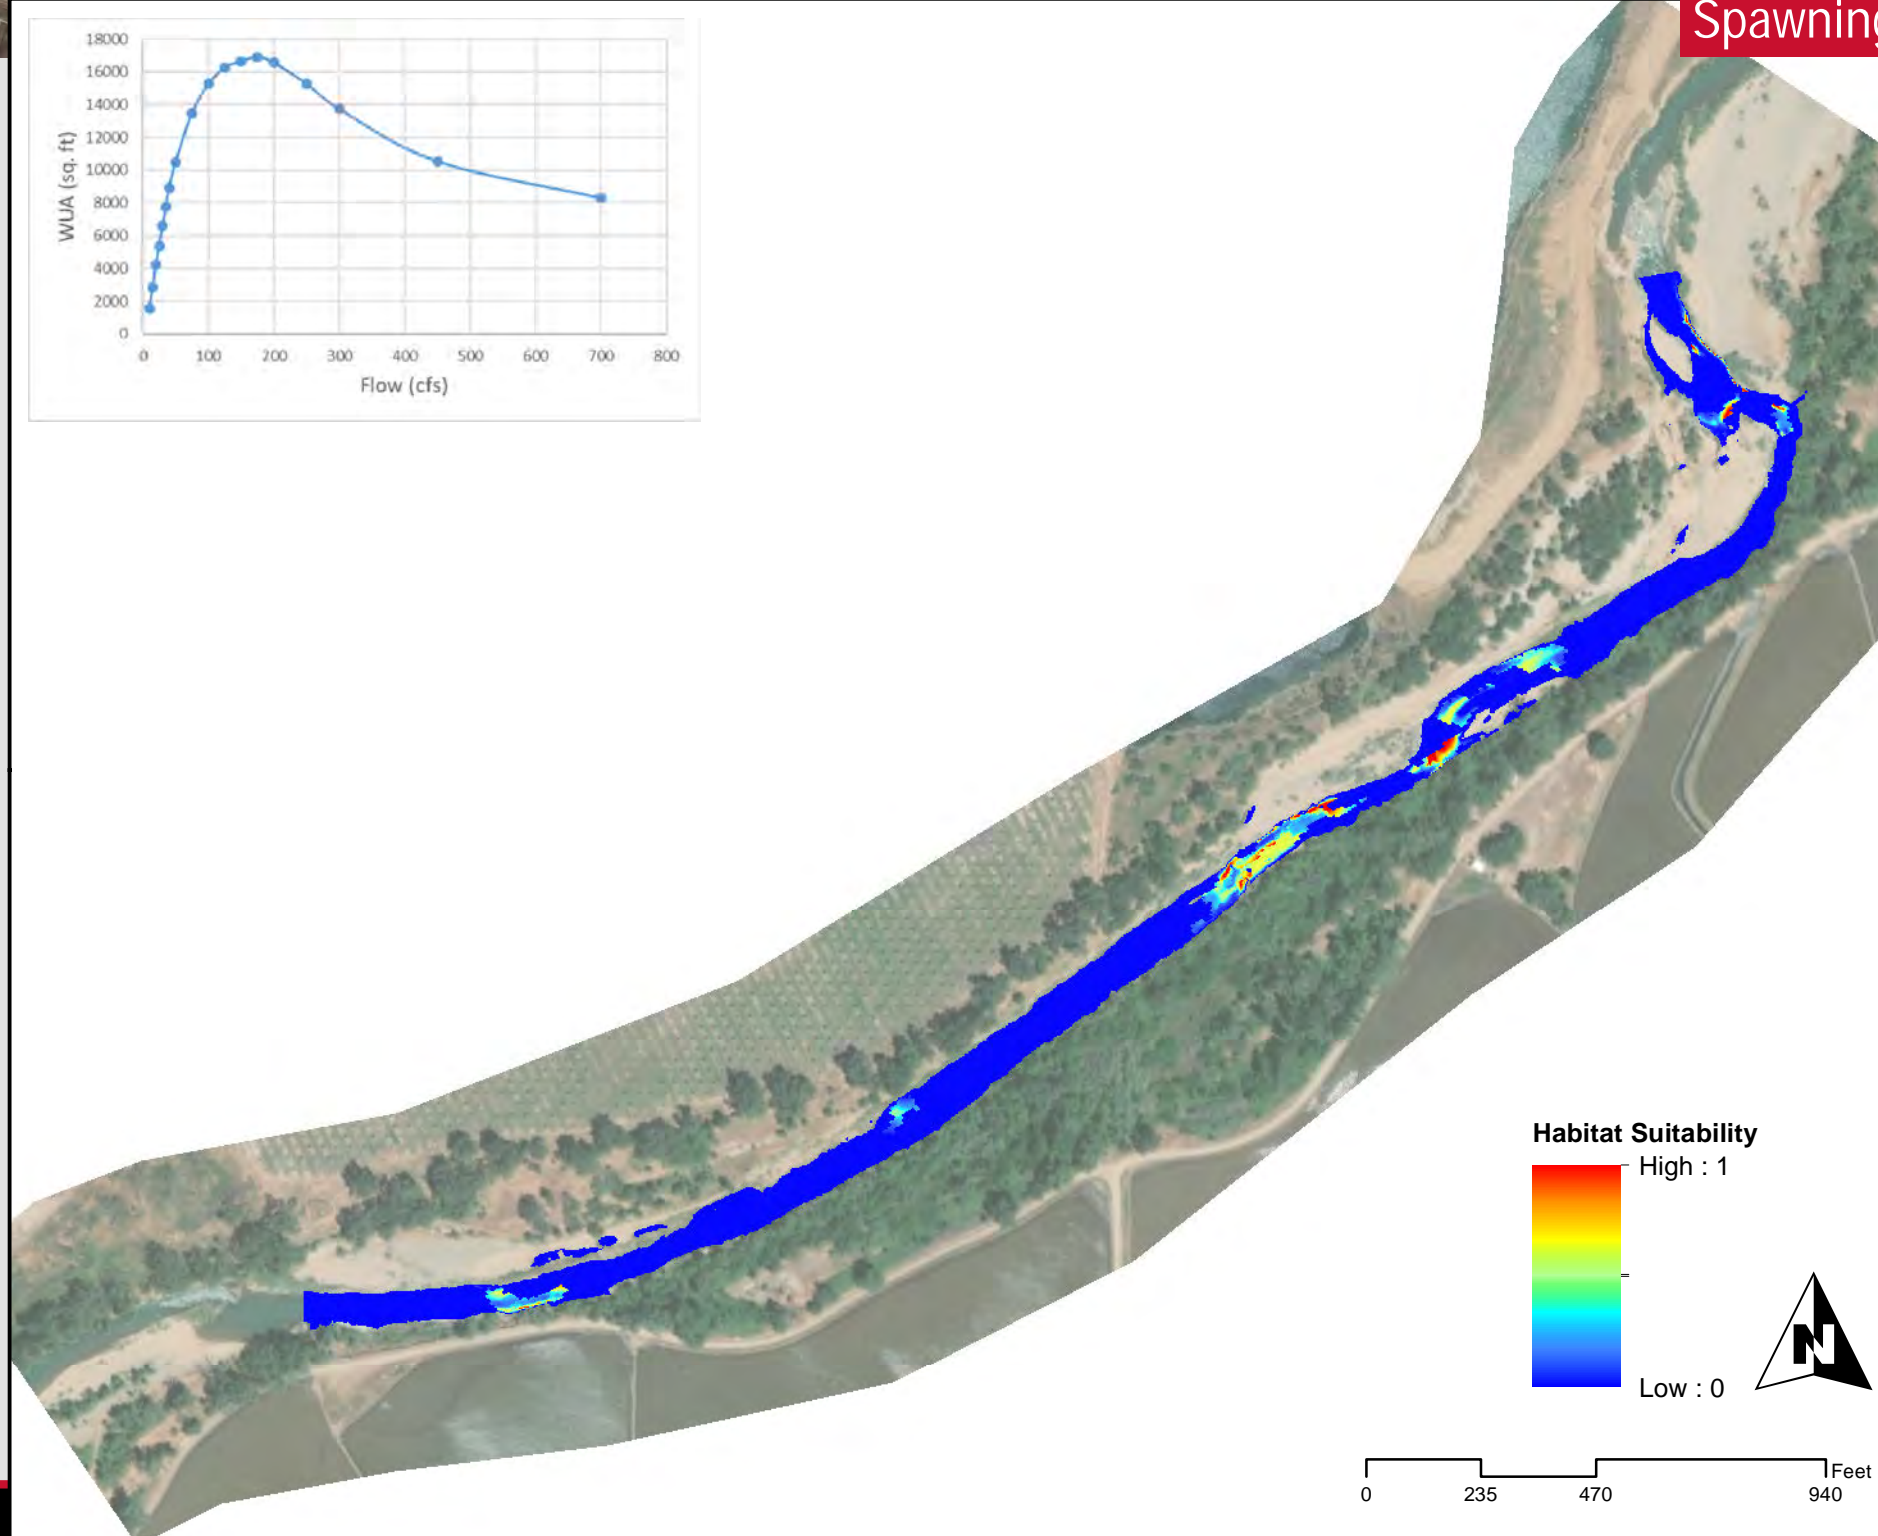 Spawning
18000
16000
14000
12000
10000
8000
6000
4000
2000
0
WUA (sq. ft)
0 100 200 300 400 500 600 700 800
Flow (cfs)
Habitat Suitability
High : 1
Low : 0
N
Feet
0 235 470 940